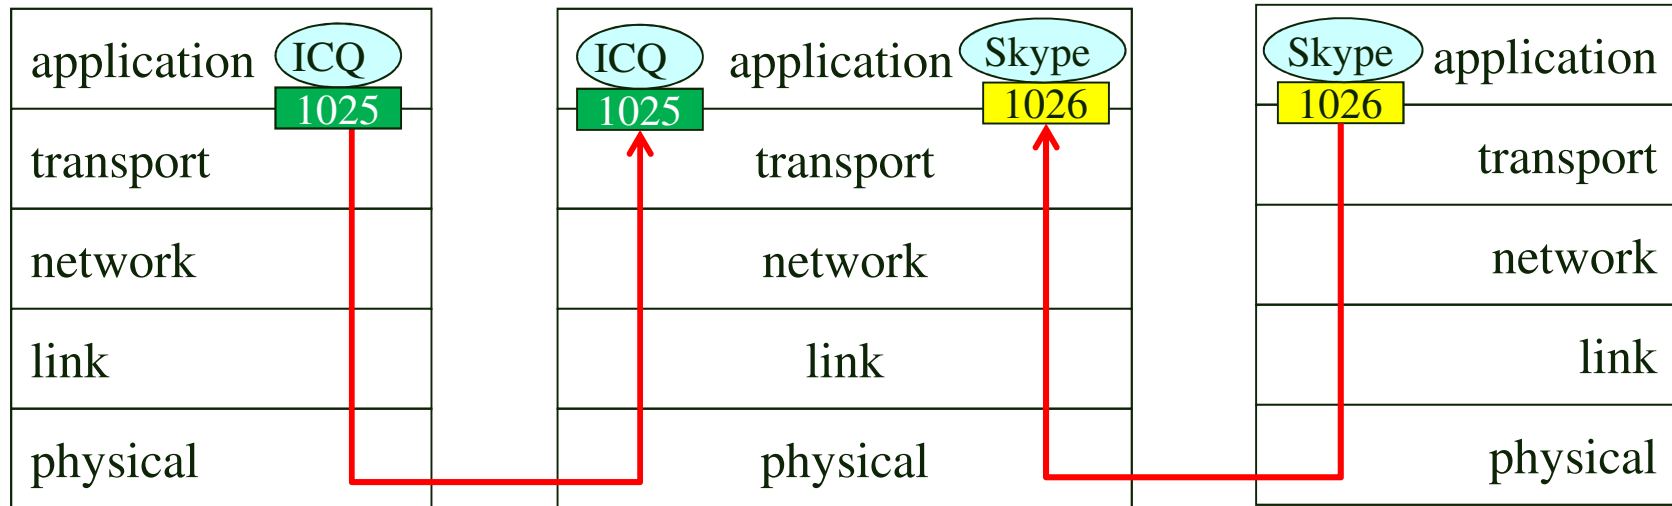 application ICQ
1025
transport
network
link
physical
ICQ application Skype
1025 1026
transport
network
link
physical
Skype application
1026
transport
network
link
physical